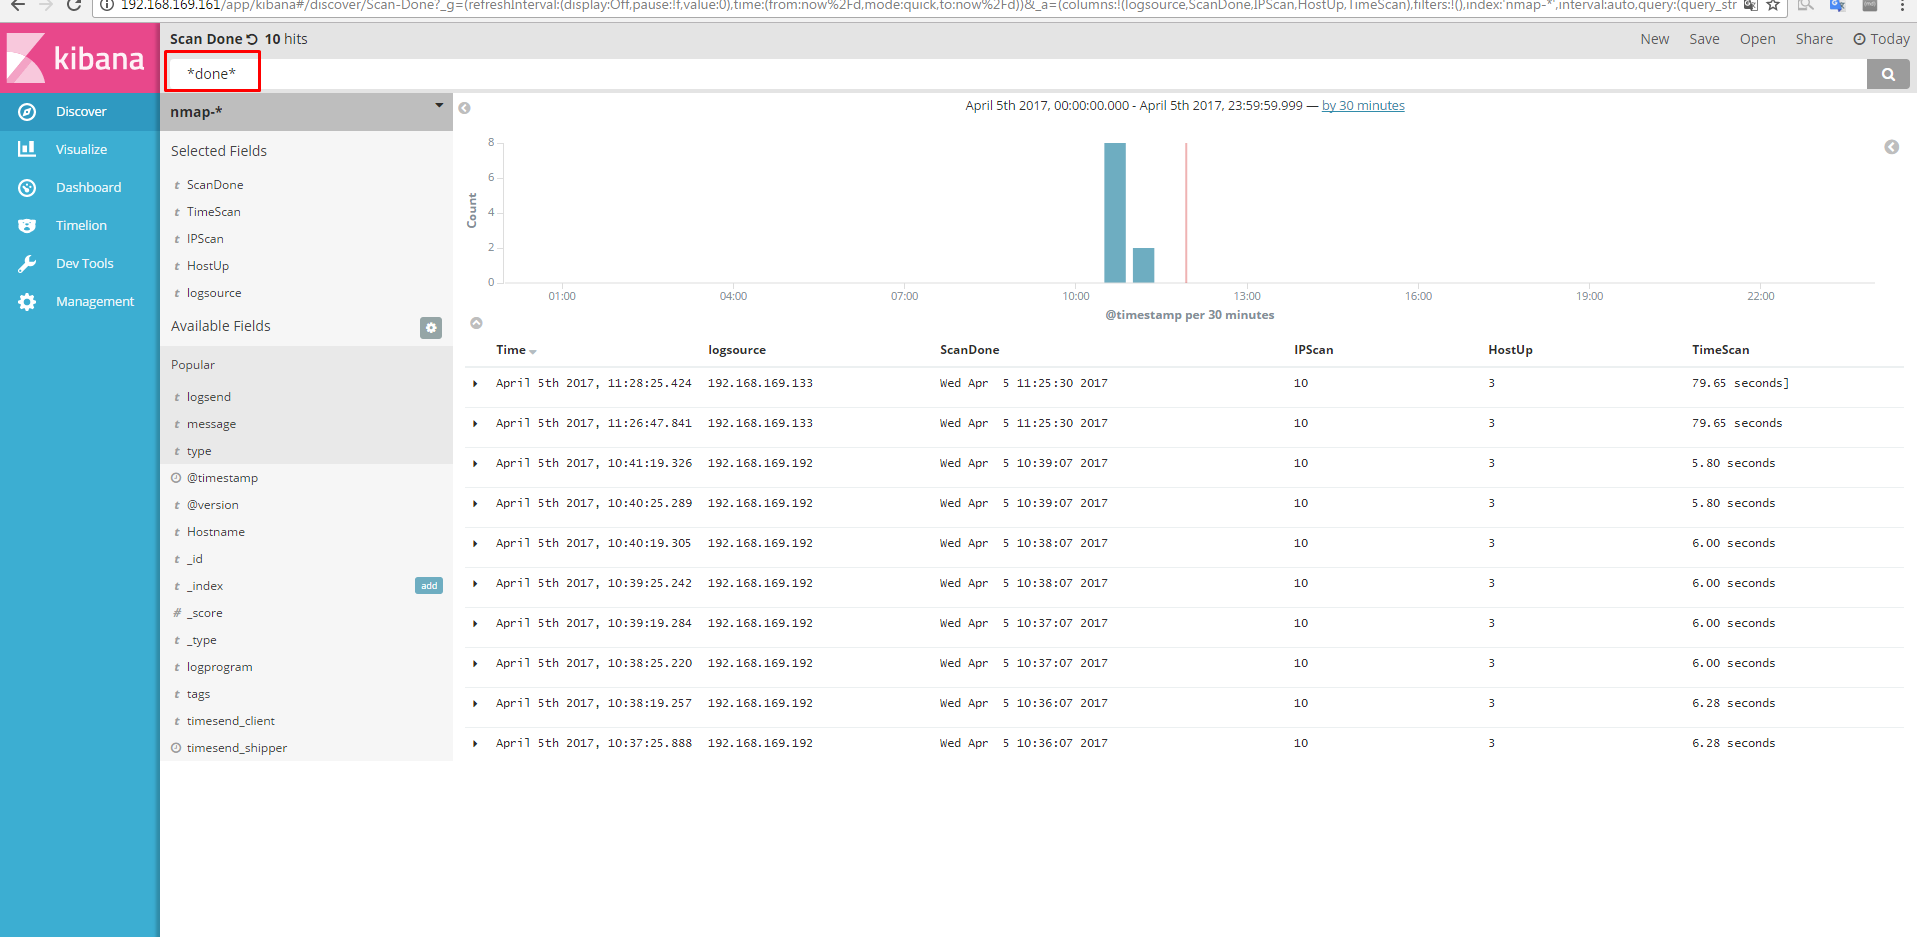 192.168.169.161/app/kibana#/discover/Scan-Done?_g=(refreshInterval:(display:Off,pause:!f,value:0),time:(from:now%2Fd,mode:quick,to:now%2Fd))&_a=(columns:!(logsource,ScanDone,IPScan,HostUp,TimeScan),filters:!(),index:'nmap-*',interval:auto,query:(query_str
kibana
Scan Done 10 hits
New Save Open Share Today
*done*
Discover
Visualize
Dashboard
Timelion
Dev Tools
Management
nmap-*
Selected Fields
t ScanDone
t TimeScan
t IPScan
t HostUp
t logsource
Available Fields
Popular
t logsend
t message
t type
@timestamp
t @version
t Hostname
t _id
t _index add
# _score
t _type
t logprogram
t tags
t timesend_client
timesend_shipper
April 5th 2017, 00:00:00.000 - April 5th 2017, 23:59:59.999 — by 30 minutes
Count
8
6
4
2
0
01:00 04:00 07:00 10:00 13:00 16:00 19:00 22:00
@timestamp per 30 minutes
Time logsource ScanDone IPScan HostUp TimeScan
April 5th 2017, 11:28:25.424 192.168.169.133 Wed Apr  5 11:25:30 2017 10 3 79.65 seconds]
April 5th 2017, 11:26:47.841 192.168.169.133 Wed Apr  5 11:25:30 2017 10 3 79.65 seconds
April 5th 2017, 10:41:19.326 192.168.169.192 Wed Apr  5 10:39:07 2017 10 3 5.80 seconds
April 5th 2017, 10:40:25.289 192.168.169.192 Wed Apr  5 10:39:07 2017 10 3 5.80 seconds
April 5th 2017, 10:40:19.305 192.168.169.192 Wed Apr  5 10:38:07 2017 10 3 6.00 seconds
April 5th 2017, 10:39:25.242 192.168.169.192 Wed Apr  5 10:38:07 2017 10 3 6.00 seconds
April 5th 2017, 10:39:19.284 192.168.169.192 Wed Apr  5 10:37:07 2017 10 3 6.00 seconds
April 5th 2017, 10:38:25.220 192.168.169.192 Wed Apr  5 10:37:07 2017 10 3 6.00 seconds
April 5th 2017, 10:38:19.257 192.168.169.192 Wed Apr  5 10:36:07 2017 10 3 6.28 seconds
April 5th 2017, 10:37:25.888 192.168.169.192 Wed Apr  5 10:36:07 2017 10 3 6.28 seconds